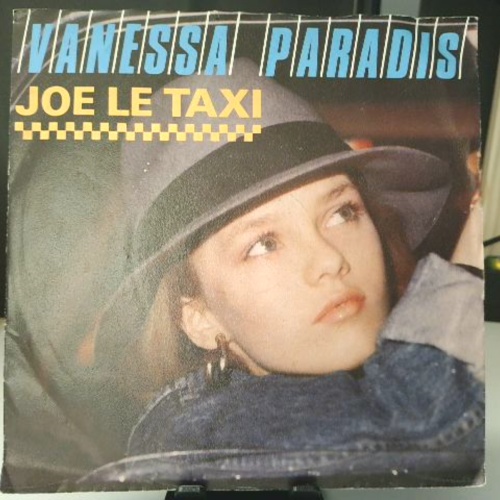 VANESSA PARADIS
JOE LE TAXI